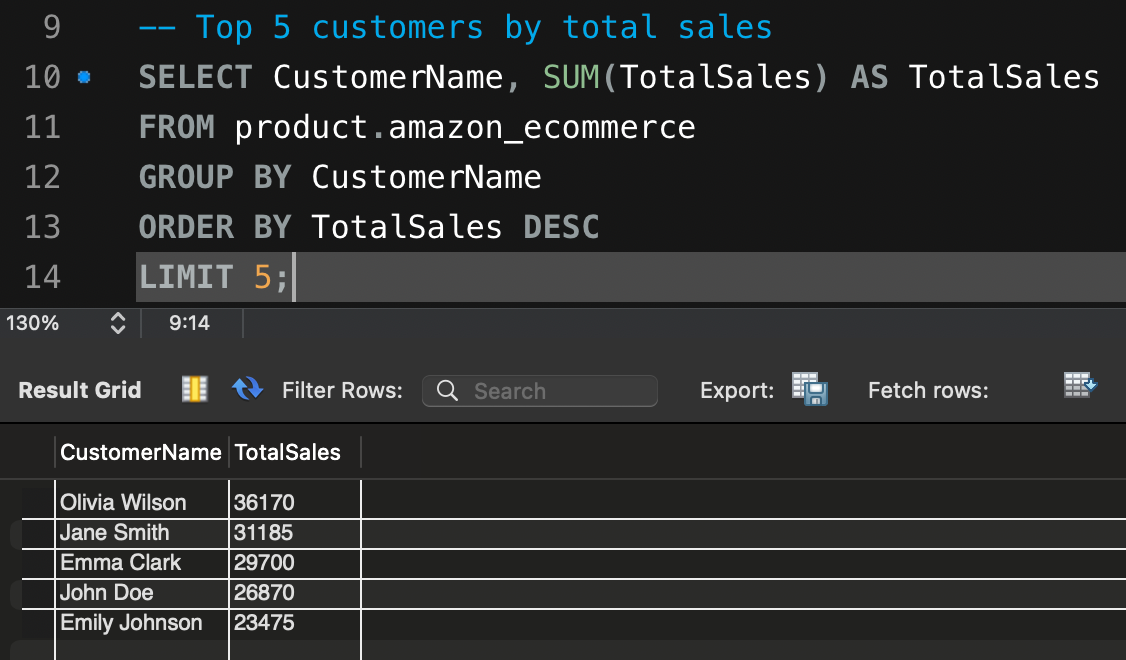 9 -- Top 5 customers by total sales
10 SELECT CustomerName, SUM(TotalSales) AS TotalSales
11 FROM product.amazon_ecommerce
12 GROUP BY CustomerName
13 ORDER BY TotalSales DESC
14 LIMIT 5;
130% 9:14
Result Grid Filter Rows: Search Export: Fetch rows:
CustomerName TotalSales
Olivia Wilson 36170
Jane Smith 31185
Emma Clark 29700
John Doe 26870
Emily Johnson 23475